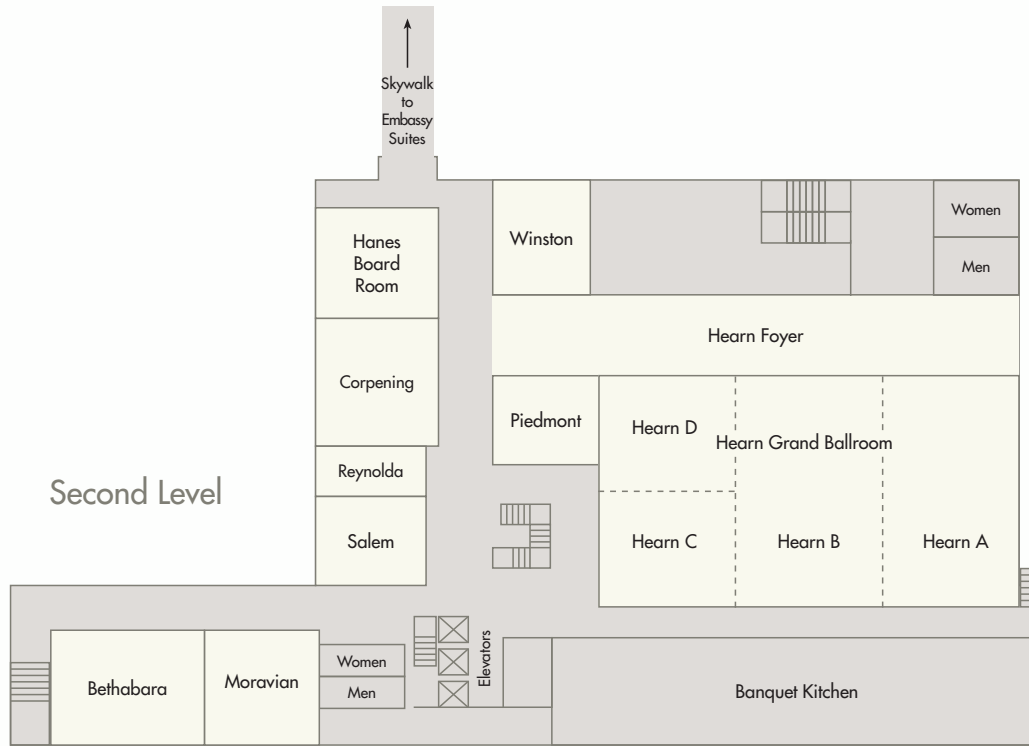 Skywalk
to
Embassy
Suites
Women
Hanes
Board
Room
Winston
Men
Hearn Foyer
Corpening
Piedmont
Hearn D
Hearn Grand Ballroom
Reynolda
Second Level
Salem
Hearn C
Hearn B
Hearn A
Elevators
Women
Bethabara
Moravian
Men
Banquet Kitchen